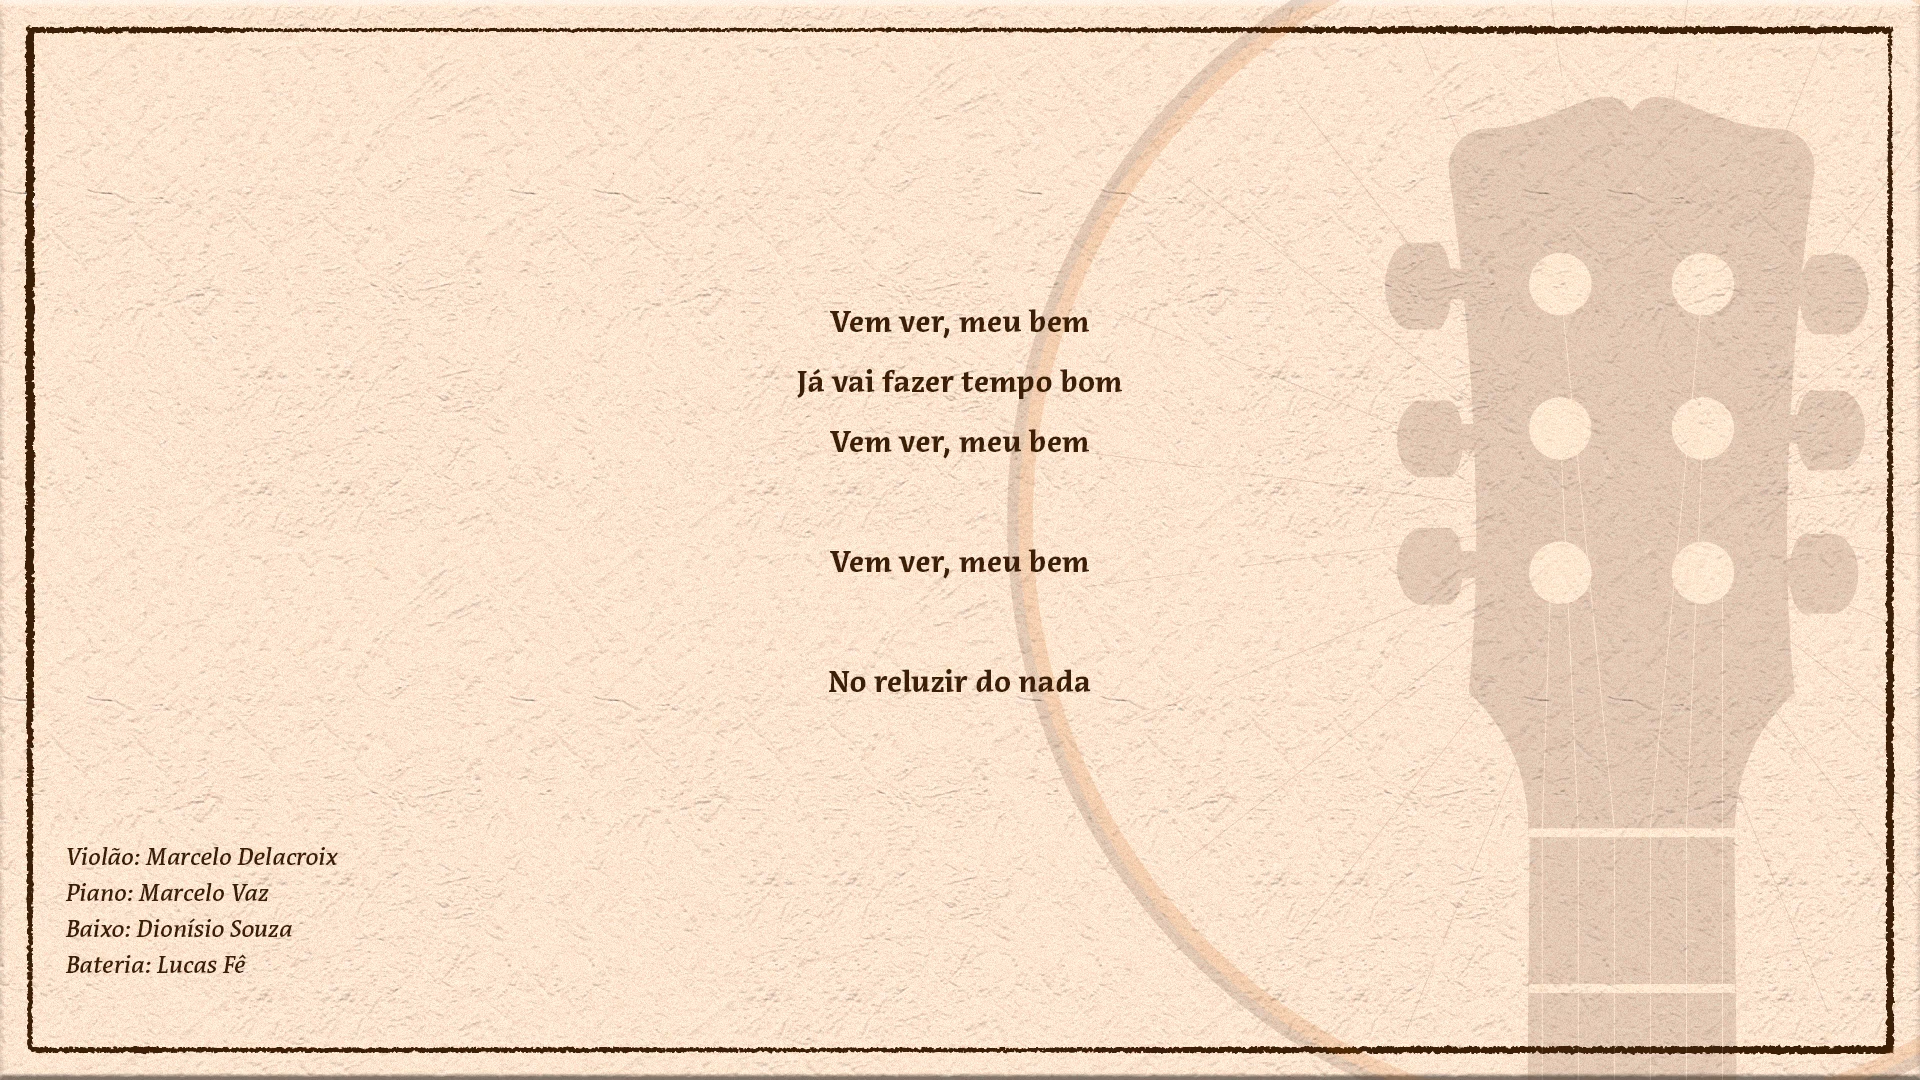 Vem ver, meu bem
Já vai fazer tempo bom
Vem ver, meu bem
Vem ver, meu bem
No reluzir do nada
Violão: Marcelo Delacroix
Piano: Marcelo Vaz
Baixo: Dionísio Souza
Bateria: Lucas Fê